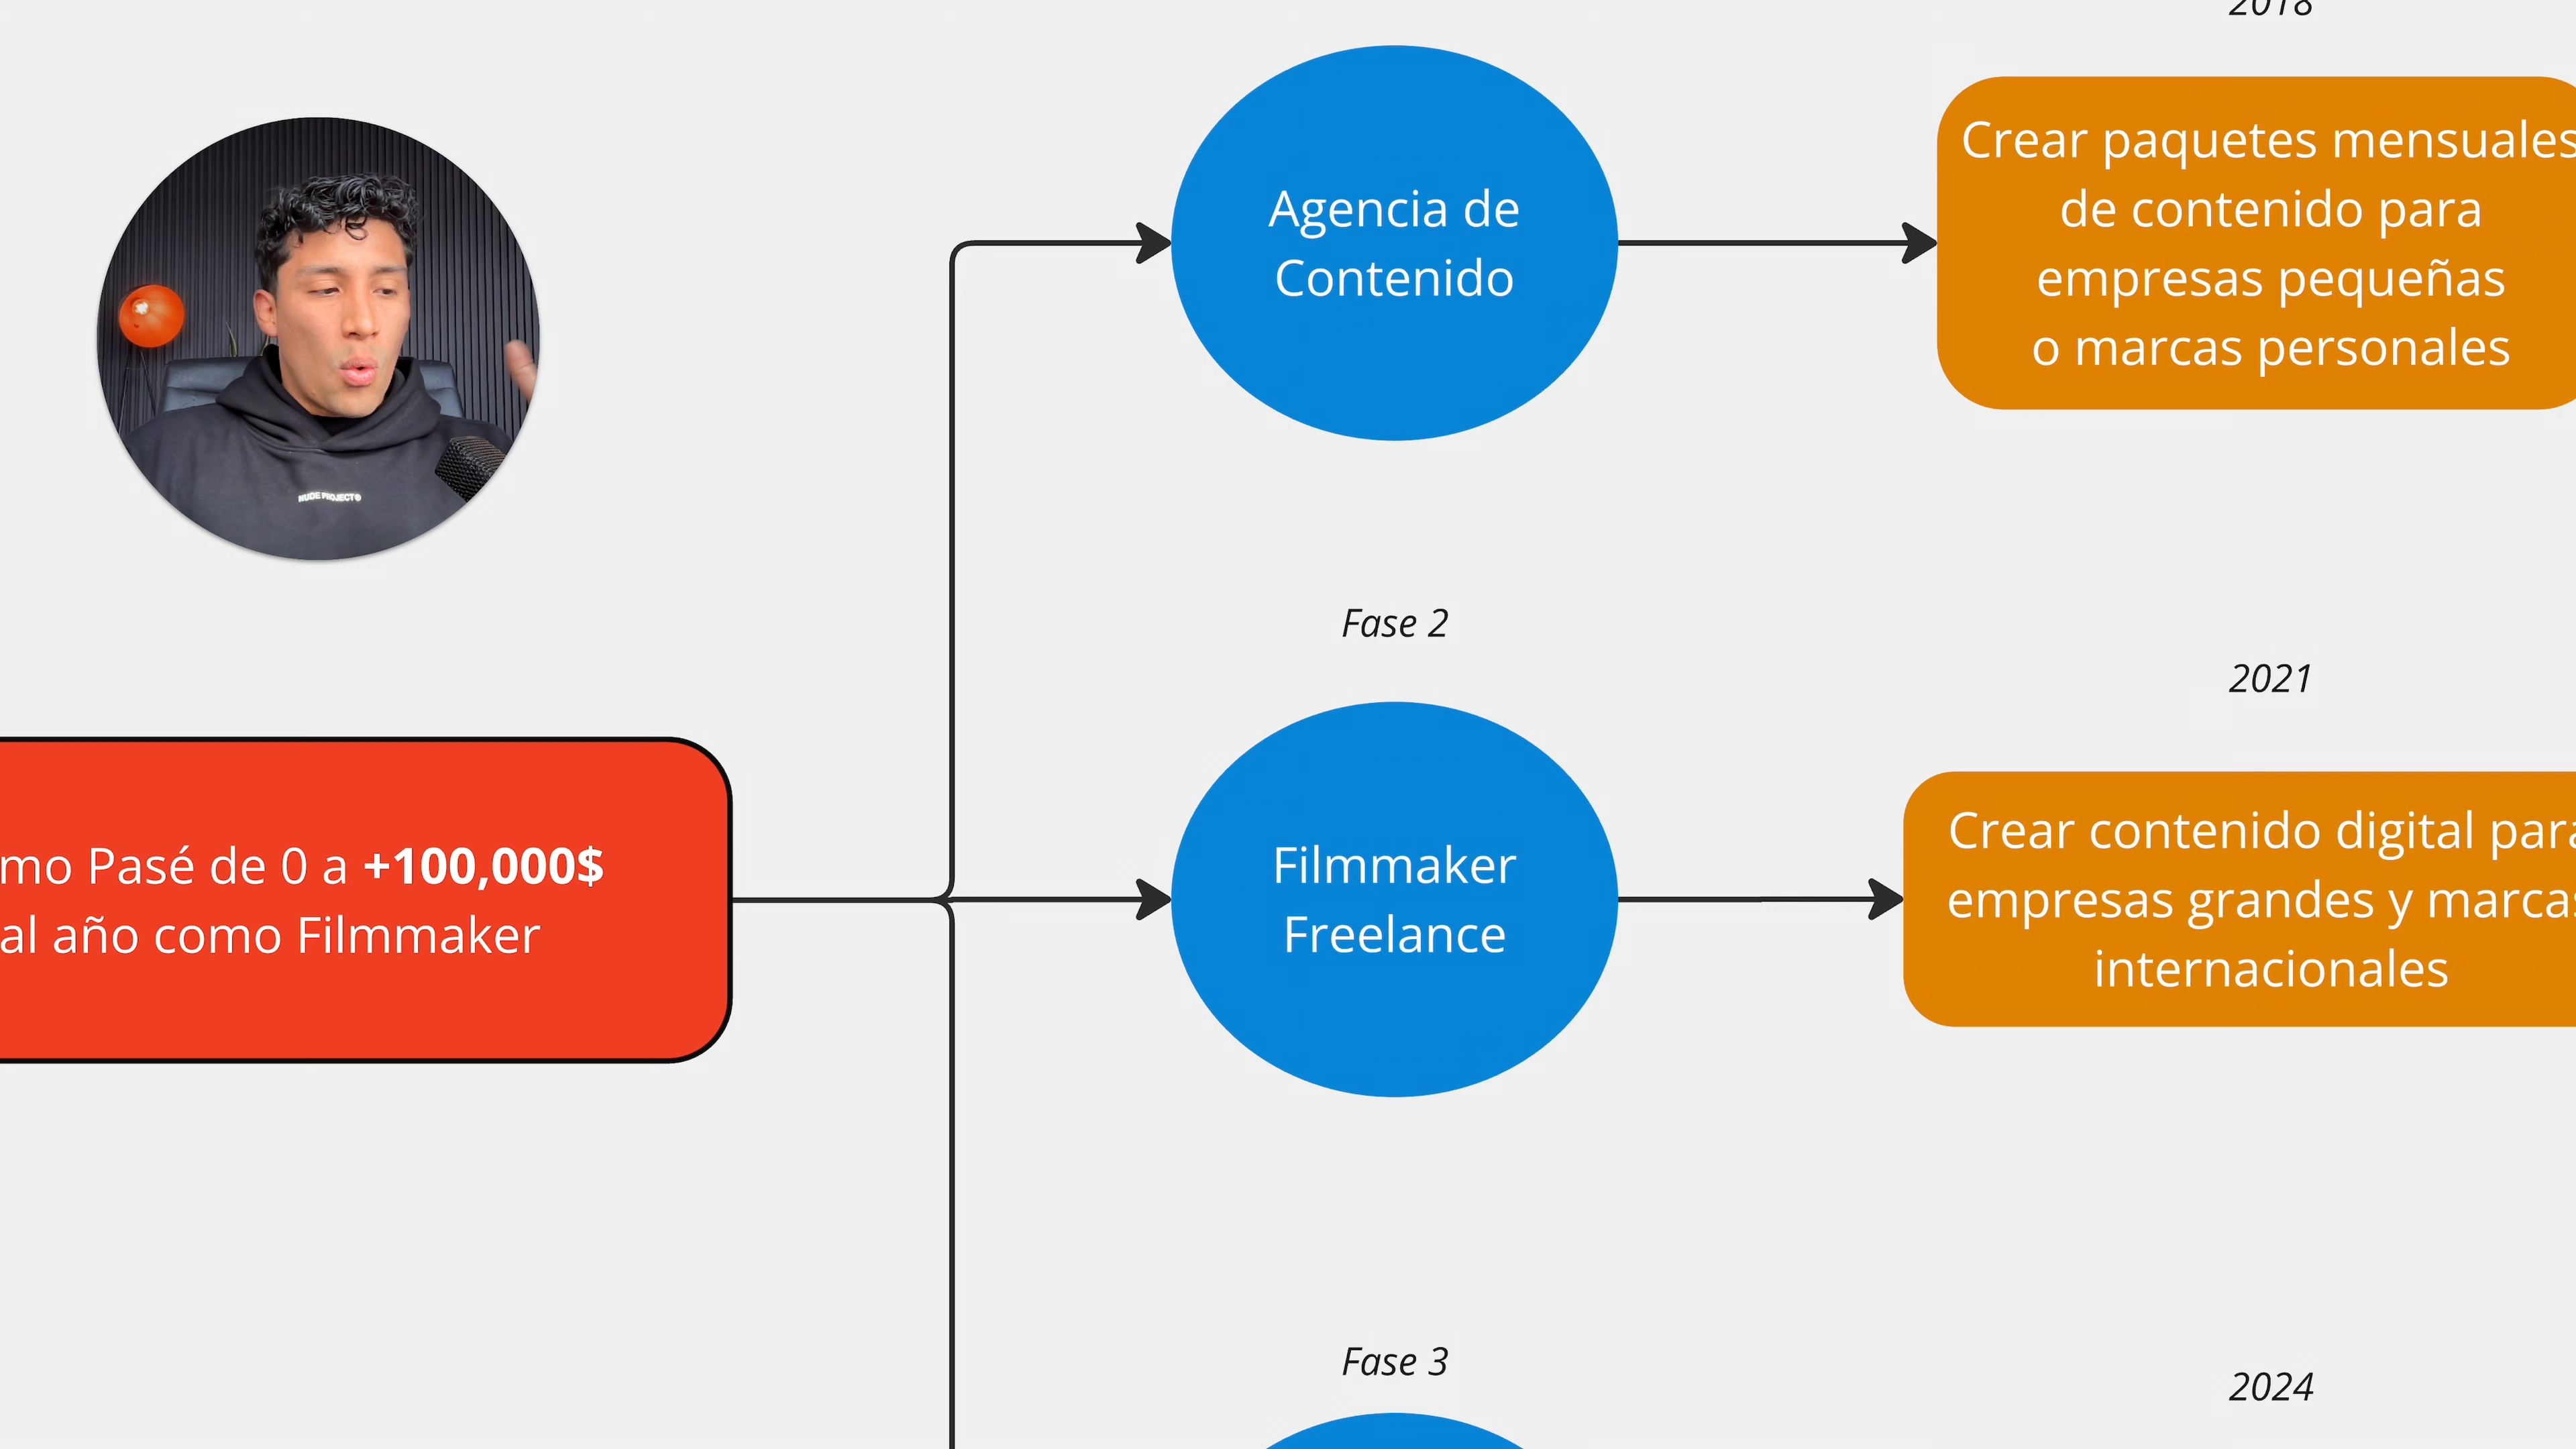 2018
Agencia de
Contenido
Crear paquetes mensuales
de contenido para
empresas pequeñas
o marcas personales
NUDE PROJECT
Fase 2
2021
mo Pasé de 0 a +100,000$
al año como Filmmaker
Filmmaker
Freelance
Crear contenido digital para
empresas grandes y marcas
internacionales
Fase 3
2024